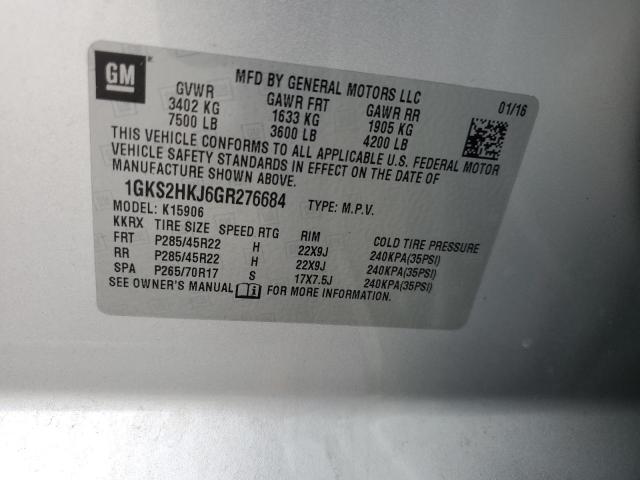 GM
MFD BY GENERAL MOTORS LLC 01/16
GVWR GAWR FRT GAWR RR
3402 KG 1633 KG 1905 KG
7500 LB 3600 LB 4200 LB
THIS VEHICLE CONFORMS TO ALL APPLICABLE U.S. FEDERAL MOTOR
VEHICLE SAFETY STANDARDS IN EFFECT ON THE DATE OF
MANUFACTURE SHOWN ABOVE.
1GKS2HKJ6GR276684 TYPE: M.P.V.
MODEL: K15906
KKRX TIRE SIZE SPEED RTG RIM COLD TIRE PRESSURE
FRT P285/45R22 H 22X9J 240KPA(35PSI)
RR P285/45R22 H 22X9J 240KPA(35PSI)
SPA P265/70R17 S 17X7.5J 240KPA(35PSI)
SEE OWNER'S MANUAL FOR MORE INFORMATION.